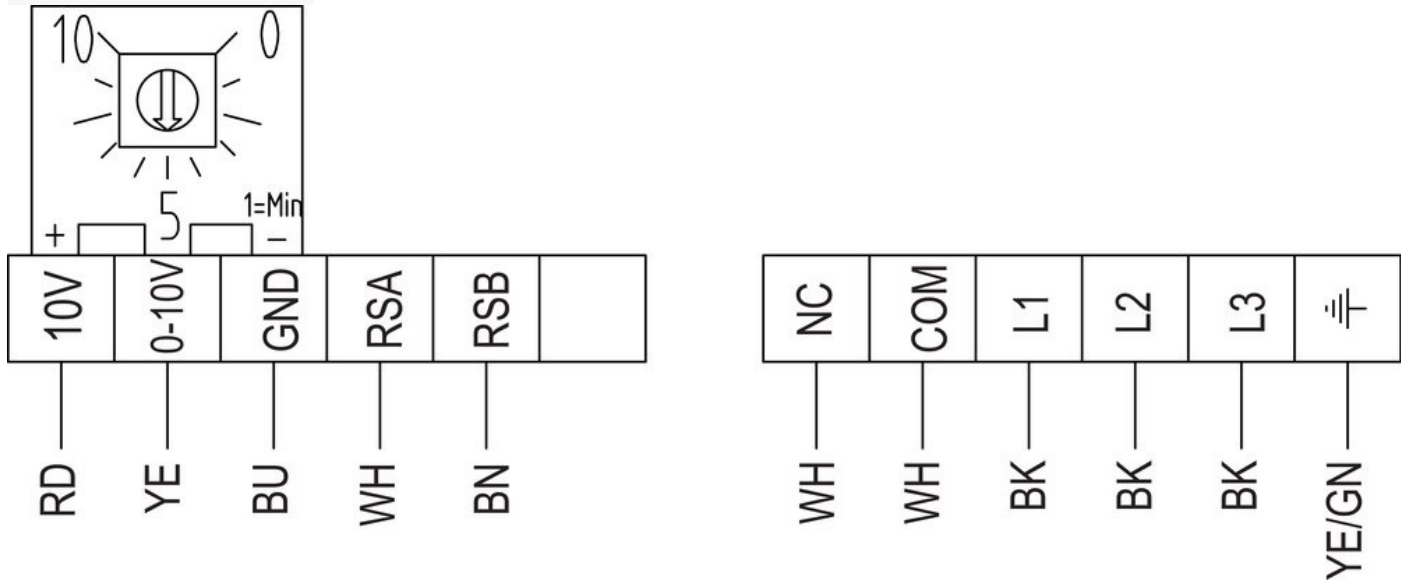 10 0
5 1=Min
+ -
10V 0-10V GND RSA RSB NC COM L1 L2 L3
RD YE BU WH BN WH WH BK BK BK YE/GN